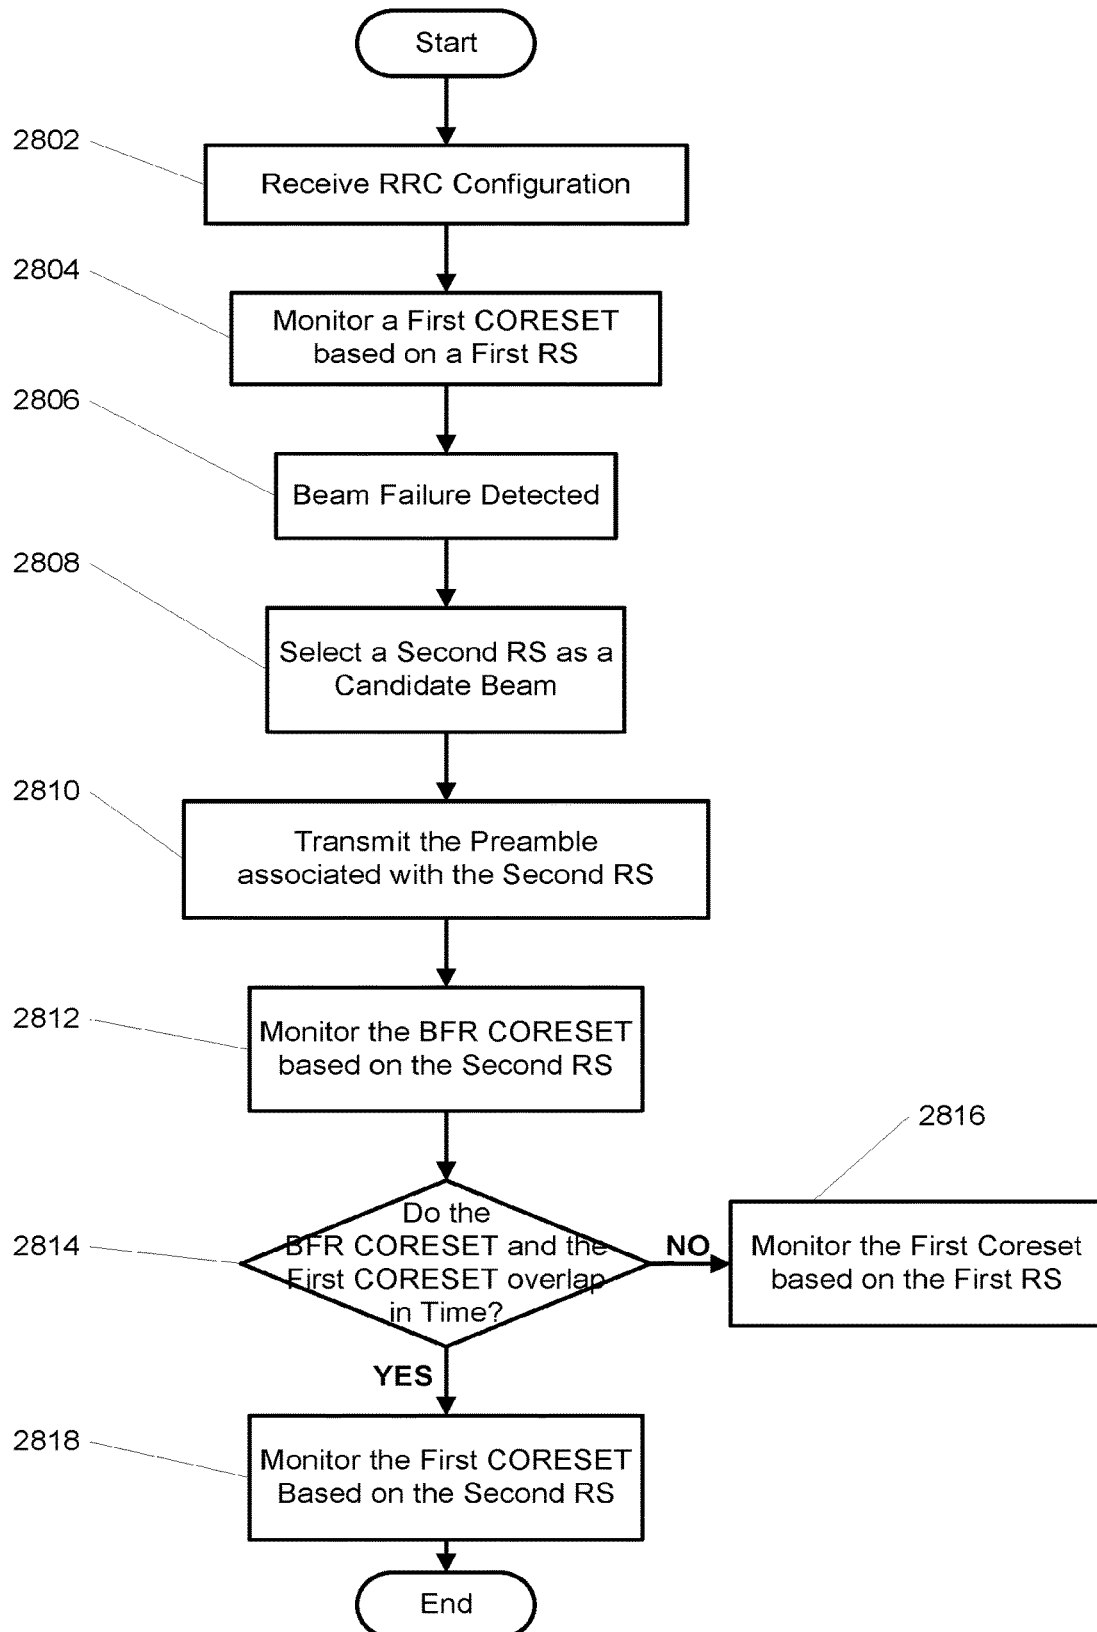 Start
2802
Receive RRC Configuration
2804
Monitor a First CORESET
based on a First RS
2806
Beam Failure Detected
2808
Select a Second RS as a
Candidate Beam
2810
Transmit the Preamble
associated with the Second RS
2812
Monitor the BFR CORESET
based on the Second RS
2814
Do the
BFR CORESET and the
First CORESET overlap
in Time?
NO
2816
Monitor the First Coreset
based on the First RS
YES
2818
Monitor the First CORESET
Based on the Second RS
End